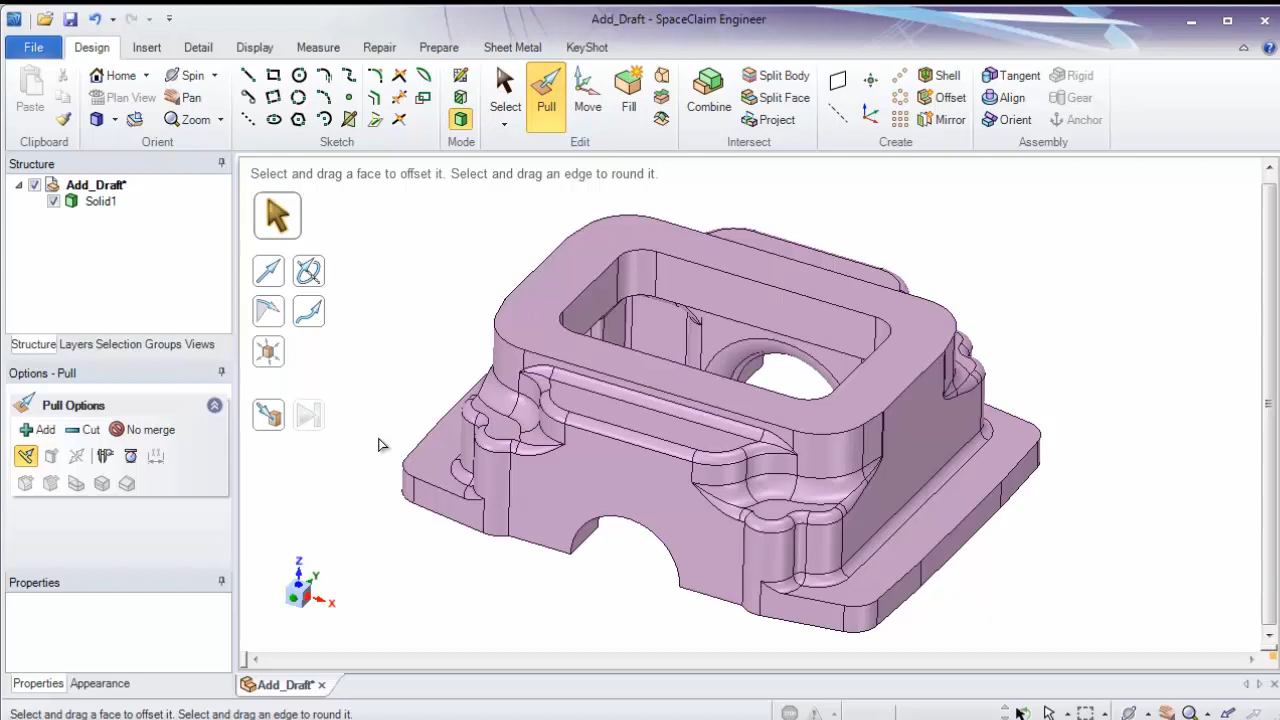 Add_Draft - SpaceClaim Engineer
File Design Insert Detail Display Measure Repair Prepare Sheet Metal KeyShot
Home Spin Split Body Shell Tangent Rigid
Paste Plan View Pan Select Pull Move Fill Combine Split Face Offset Align Gear
Zoom Project Mirror Orient Anchor
Clipboard Orient Sketch Mode Edit Intersect Create Assembly
Structure
Add_Draft*
Solid1
Structure Layers Selection Groups Views
Options - Pull
Pull Options
Add Cut No merge
Properties
Properties Appearance
Select and drag a face to offset it. Select and drag an edge to round it.
Z
Y
X
Add_Draft*
Select and drag a face to offset it. Select and drag an edge to round it.